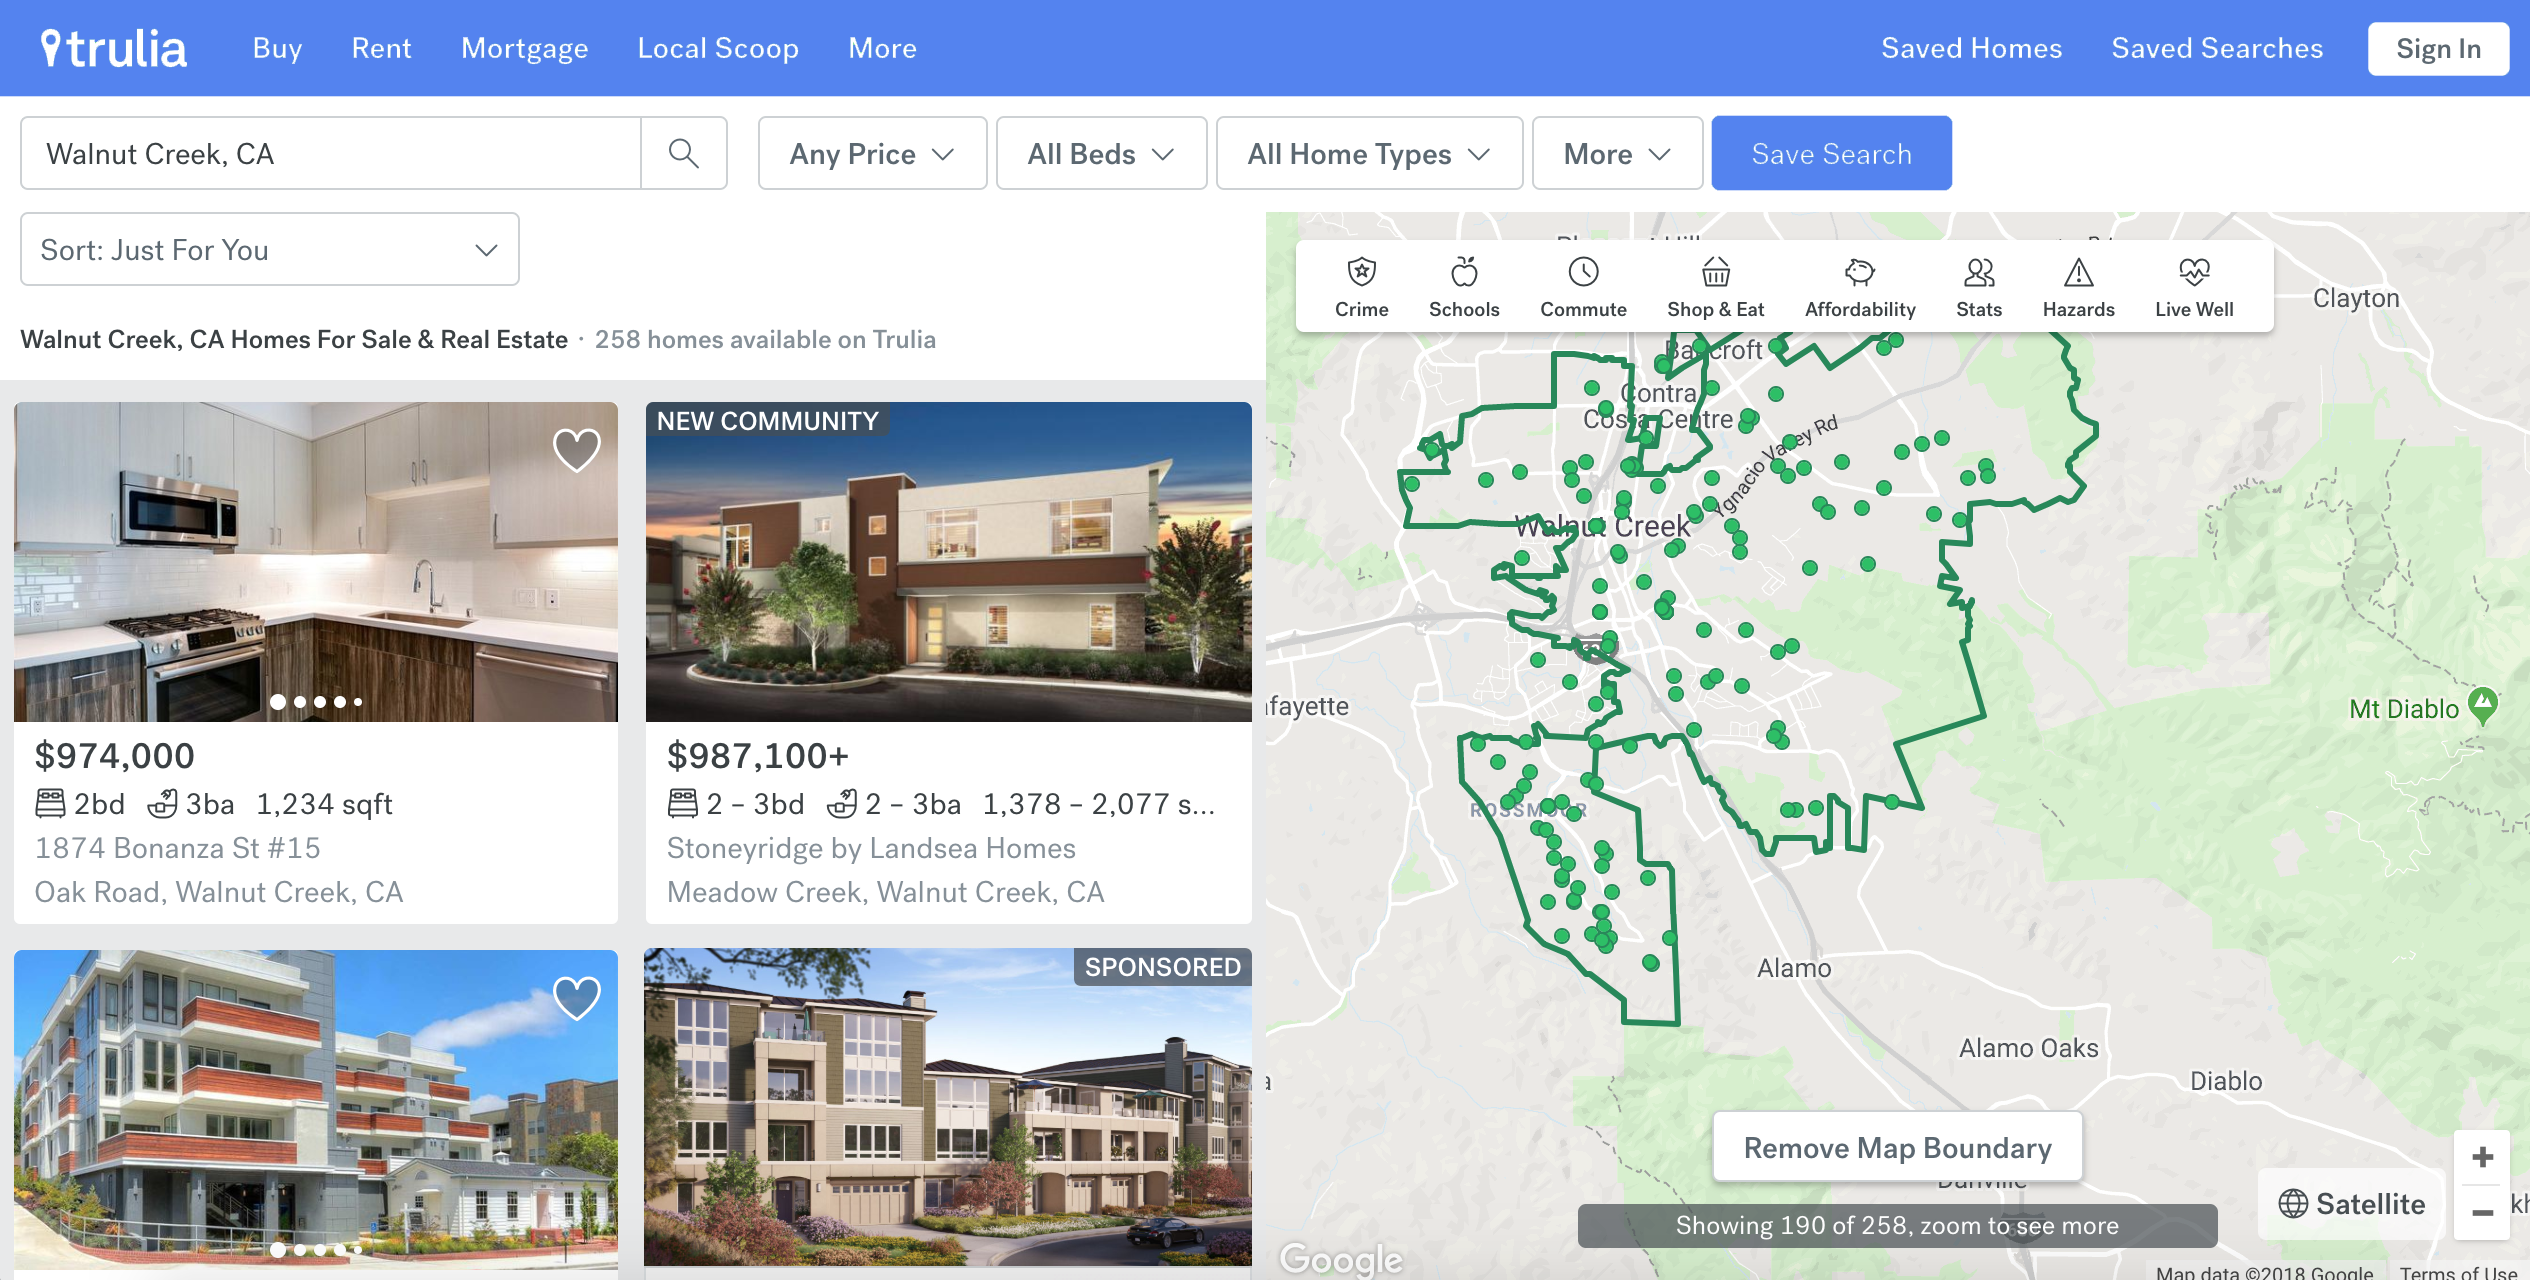 trulia
Buy
Rent
Mortgage
Local Scoop
More
Saved Homes
Saved Searches
Sign In
Walnut Creek, CA
Any Price
All Beds
All Home Types
More
Save Search
Sort: Just For You
Walnut Creek, CA Homes For Sale & Real Estate · 258 homes available on Trulia
$974,000
2bd 3ba 1,234 sqft
1874 Bonanza St #15
Oak Road, Walnut Creek, CA
NEW COMMUNITY
$987,100+
2 – 3bd 2 – 3ba 1,378 – 2,077 s...
Stoneyridge by Landsea Homes
Meadow Creek, Walnut Creek, CA
SPONSORED
Crime
Schools
Commute
Shop & Eat
Affordability
Stats
Hazards
Live Well
Clayton
Bancroft
Contra
Costa Centre
Ygnacio Valley Rd
Walnut Creek
fayette
Mt Diablo
ROSSMOOR
Alamo
Alamo Oaks
Diablo
Remove Map Boundary
Showing 190 of 258, zoom to see more
Satellite
+
−
Google
Map data ©2018 Google
Terms of Use